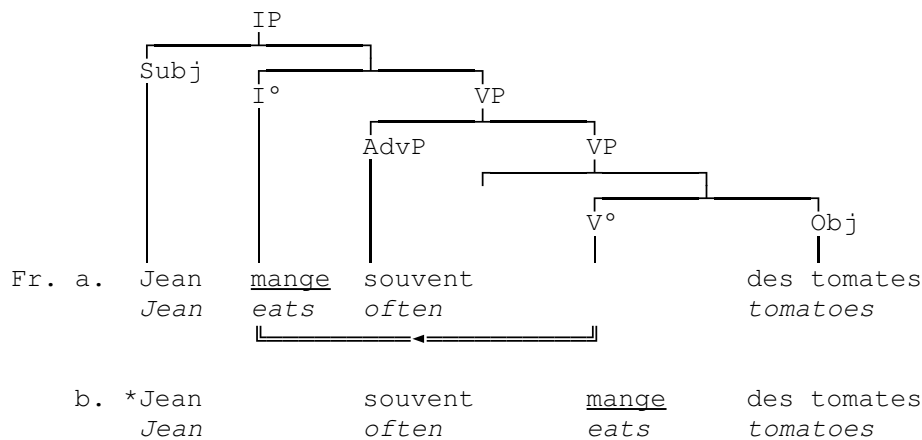 IP
Subj
I° VP
AdvP VP
V° Obj
Fr. a. Jean mange souvent des tomates
Jean eats often tomatoes
b. *Jean souvent mange des tomates
Jean often eats tomatoes